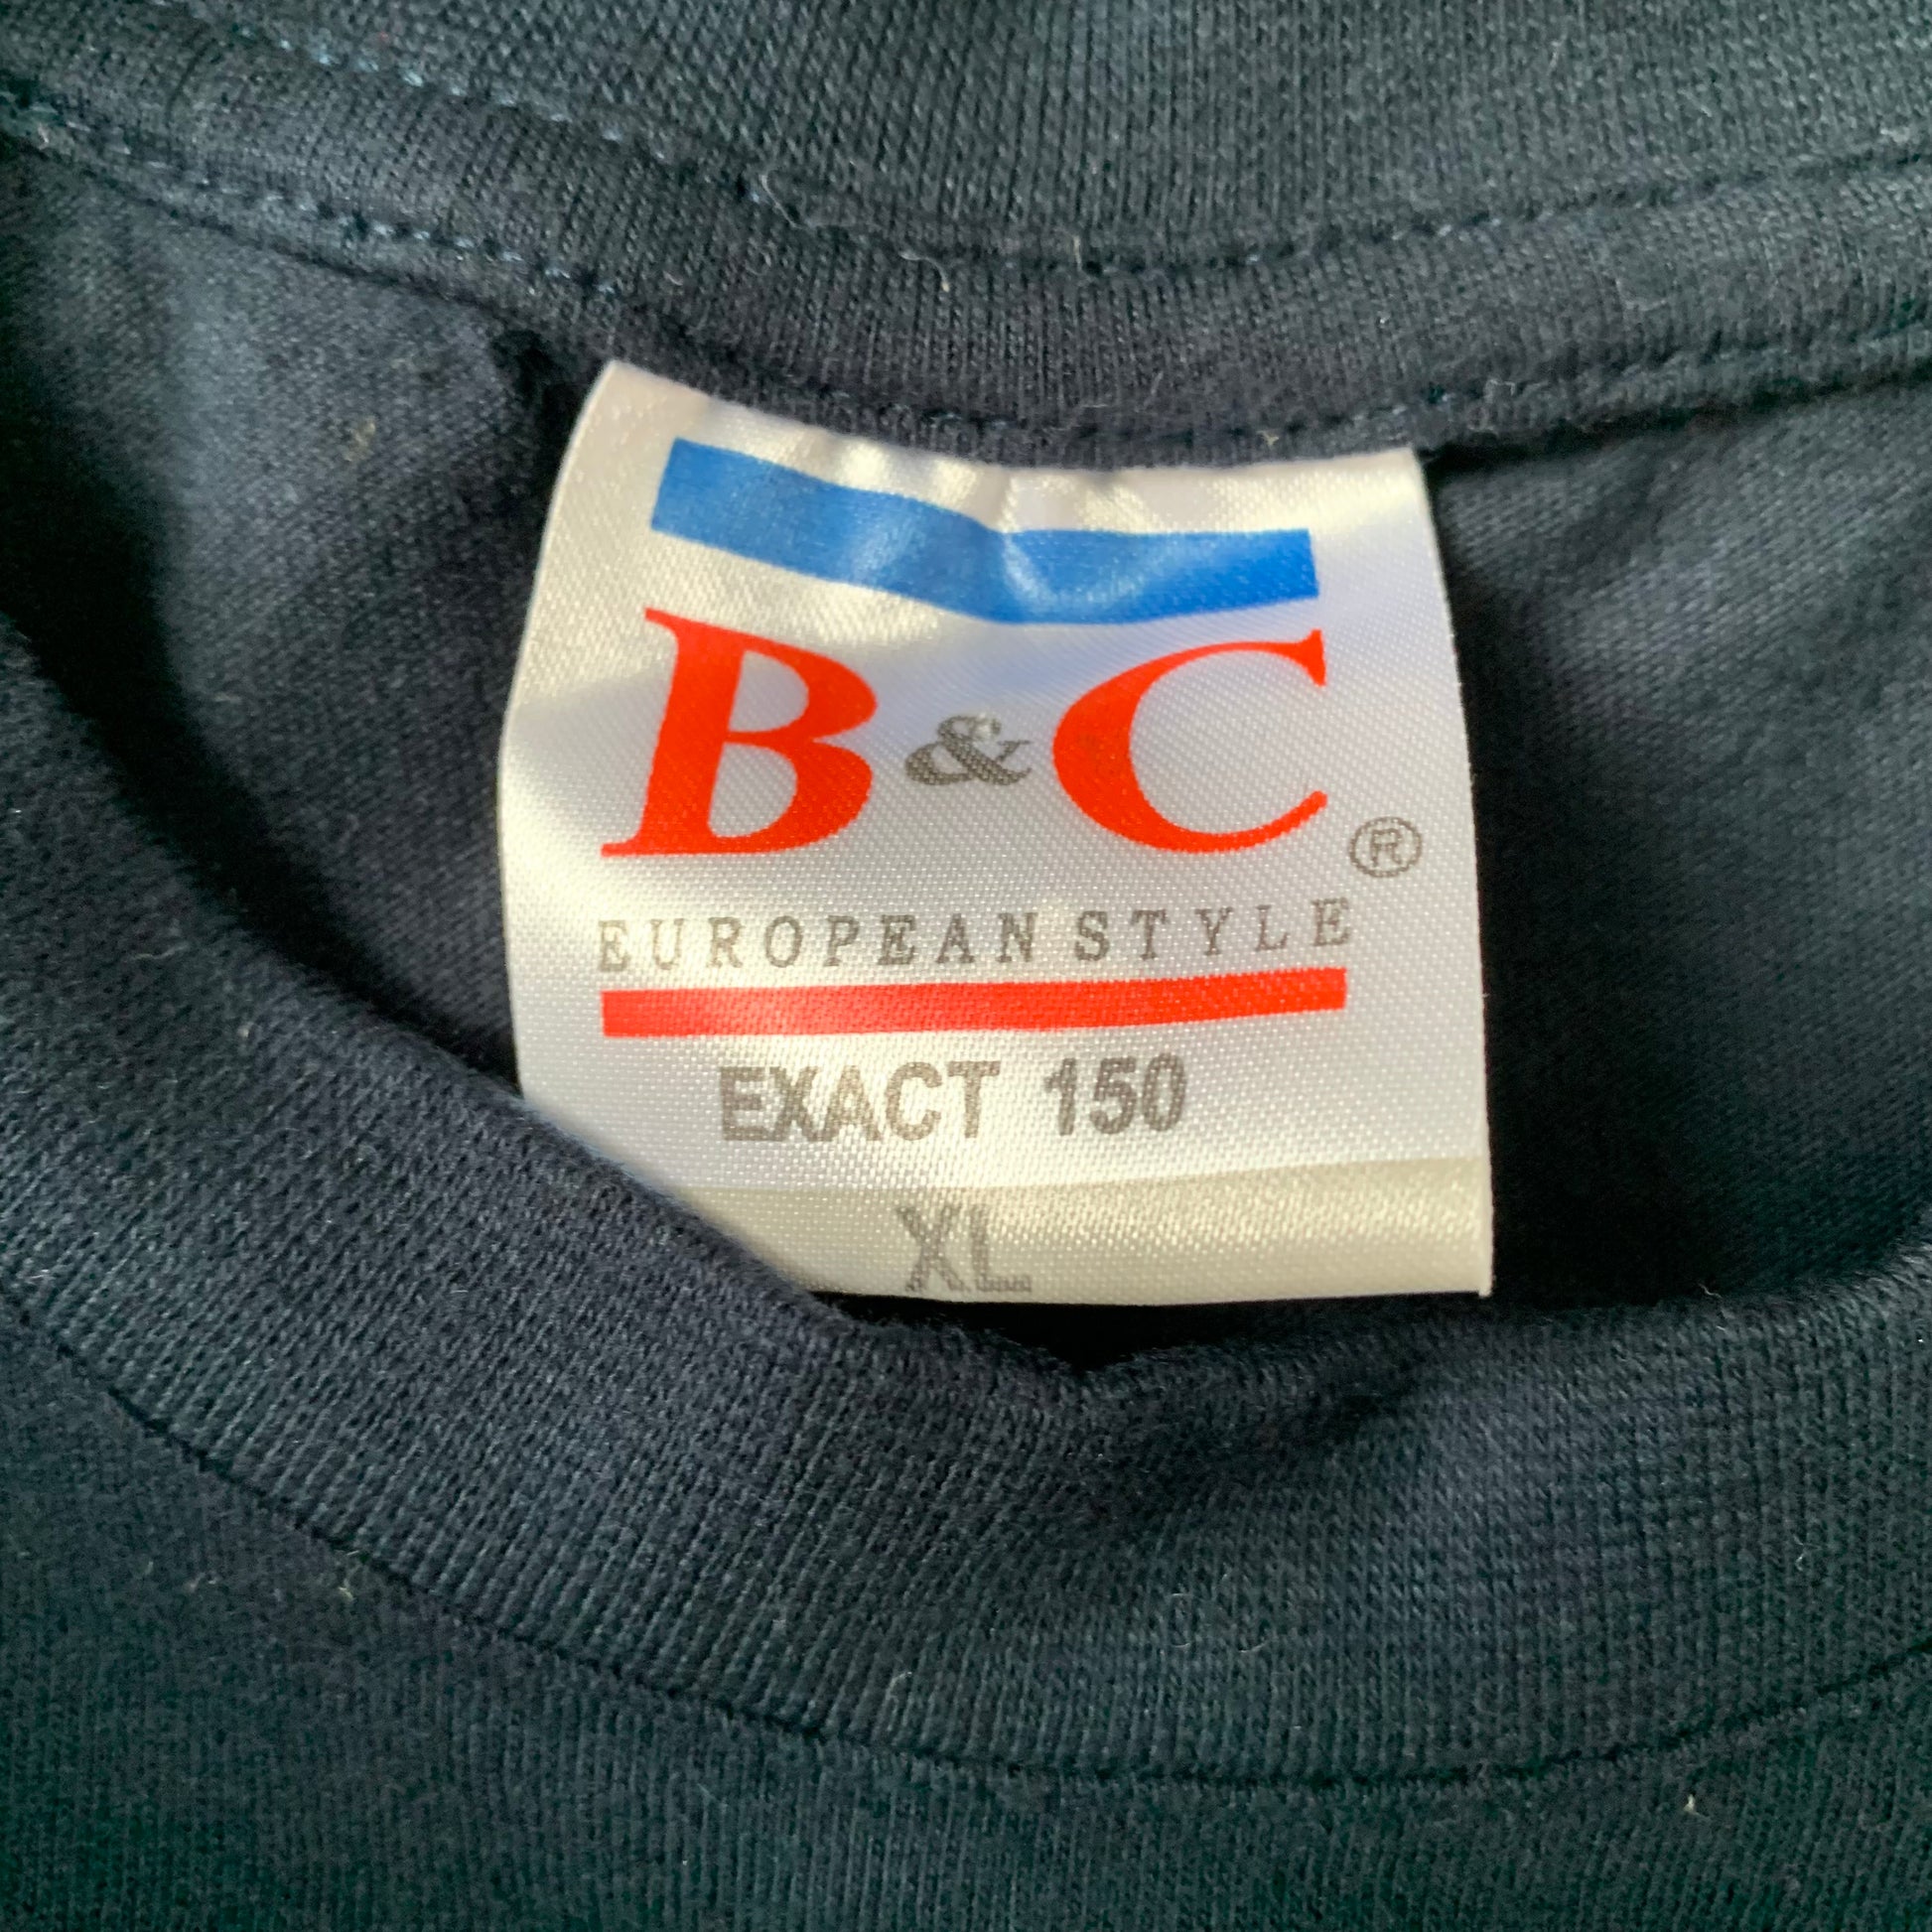 B&C®
EUROPEAN STYLE
EXACT 150
XL